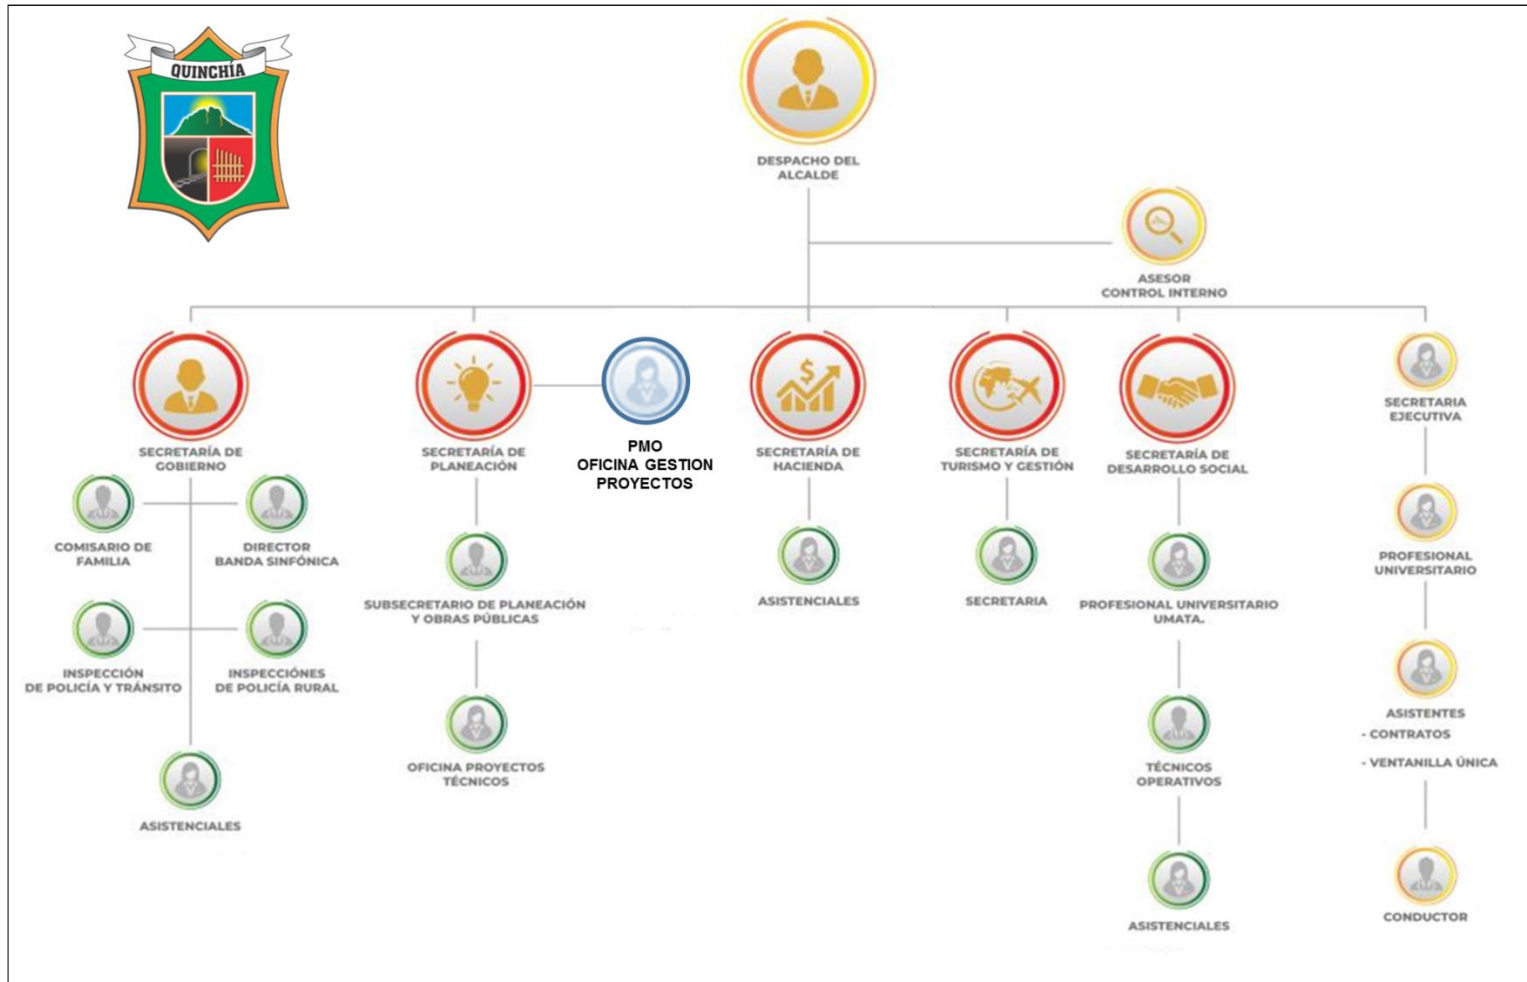 QUINCHÍA
DESPACHO DEL
ALCALDE
ASESOR
CONTROL INTERNO
SECRETARÍA DE
GOBIERNO
SECRETARÍA DE
PLANEACIÓN
PMO
OFICINA GESTION
PROYECTOS
SECRETARÍA DE
HACIENDA
SECRETARÍA DE
TURISMO Y GESTIÓN
SECRETARÍA DE
DESARROLLO SOCIAL
SECRETARIA
EJECUTIVA
COMISARIO DE
FAMILIA
DIRECTOR
BANDA SINFÓNICA
INSPECCIÓN
DE POLICÍA Y TRÁNSITO
INSPECCIÓNES
DE POLICÍA RURAL
ASISTENCIALES
SUBSECRETARIO DE PLANEACIÓN
Y OBRAS PÚBLICAS
OFICINA PROYECTOS
TÉCNICOS
ASISTENCIALES
SECRETARIA
PROFESIONAL UNIVERSITARIO
UMATA.
TÉCNICOS
OPERATIVOS
ASISTENCIALES
PROFESIONAL
UNIVERSITARIO
ASISTENTES
- CONTRATOS
- VENTANILLA ÚNICA
CONDUCTOR